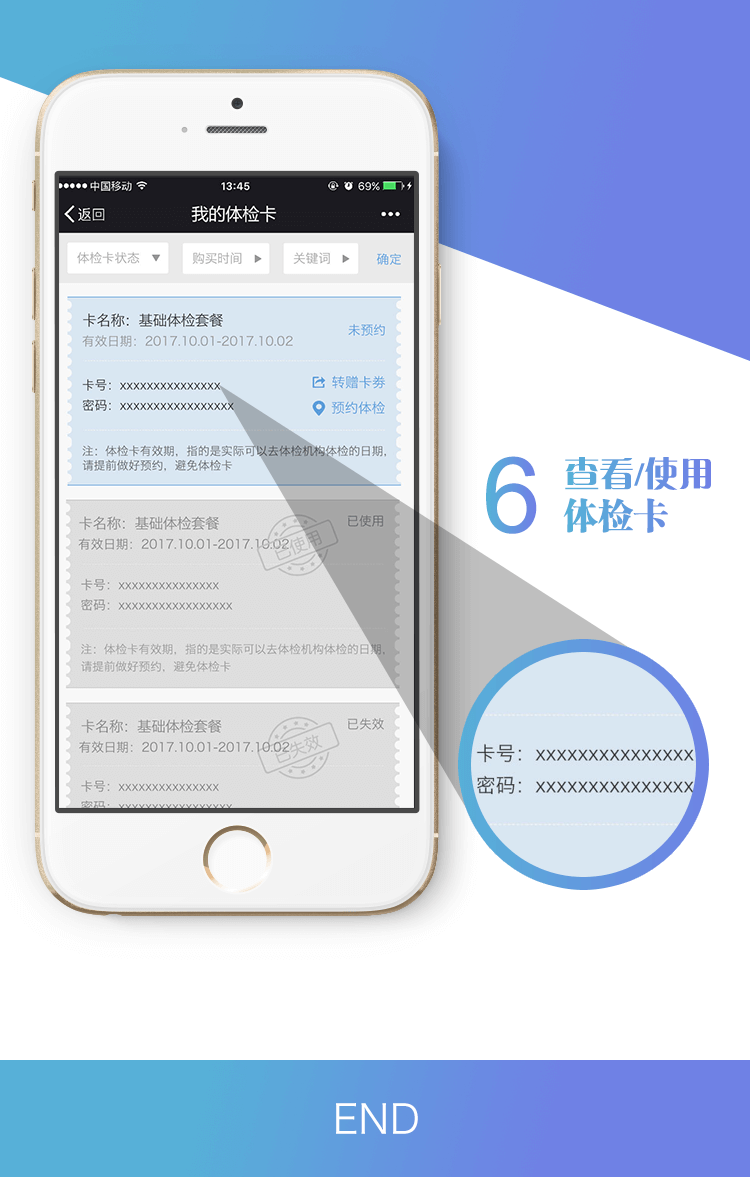 中国移动 13:45 69%
返回 我的体检卡
体检卡状态 购买时间 关键词 确定
卡名称：基础体检套餐
未预约
有效日期：2017.10.01-2017.10.02
卡号：xxxxxxxxxxxxxxx
转赠卡券
密码：xxxxxxxxxxxxxxxxx
预约体检
注：体检卡有效期，指的是实际可以去体检机构体检的日期，
请提前做好预约，避免体检卡
卡名称：基础体检套餐
已使用
有效日期：2017.10.01-2017.10.02
已使用
卡号：xxxxxxxxxxxxxxx
密码：xxxxxxxxxxxxxxxxx
注：体检卡有效期，指的是实际可以去体检机构体检的日期，
请提前做好预约，避免体检卡
卡名称：基础体检套餐
已失效
有效日期：2017.10.01-2017.10.02
已失效
卡号：xxxxxxxxxxxxxxx
密码：xxxxxxxxxxxxxxxxx
6 查看/使用
体检卡
卡号：xxxxxxxxxxxxxxx
密码：xxxxxxxxxxxxxxx
END